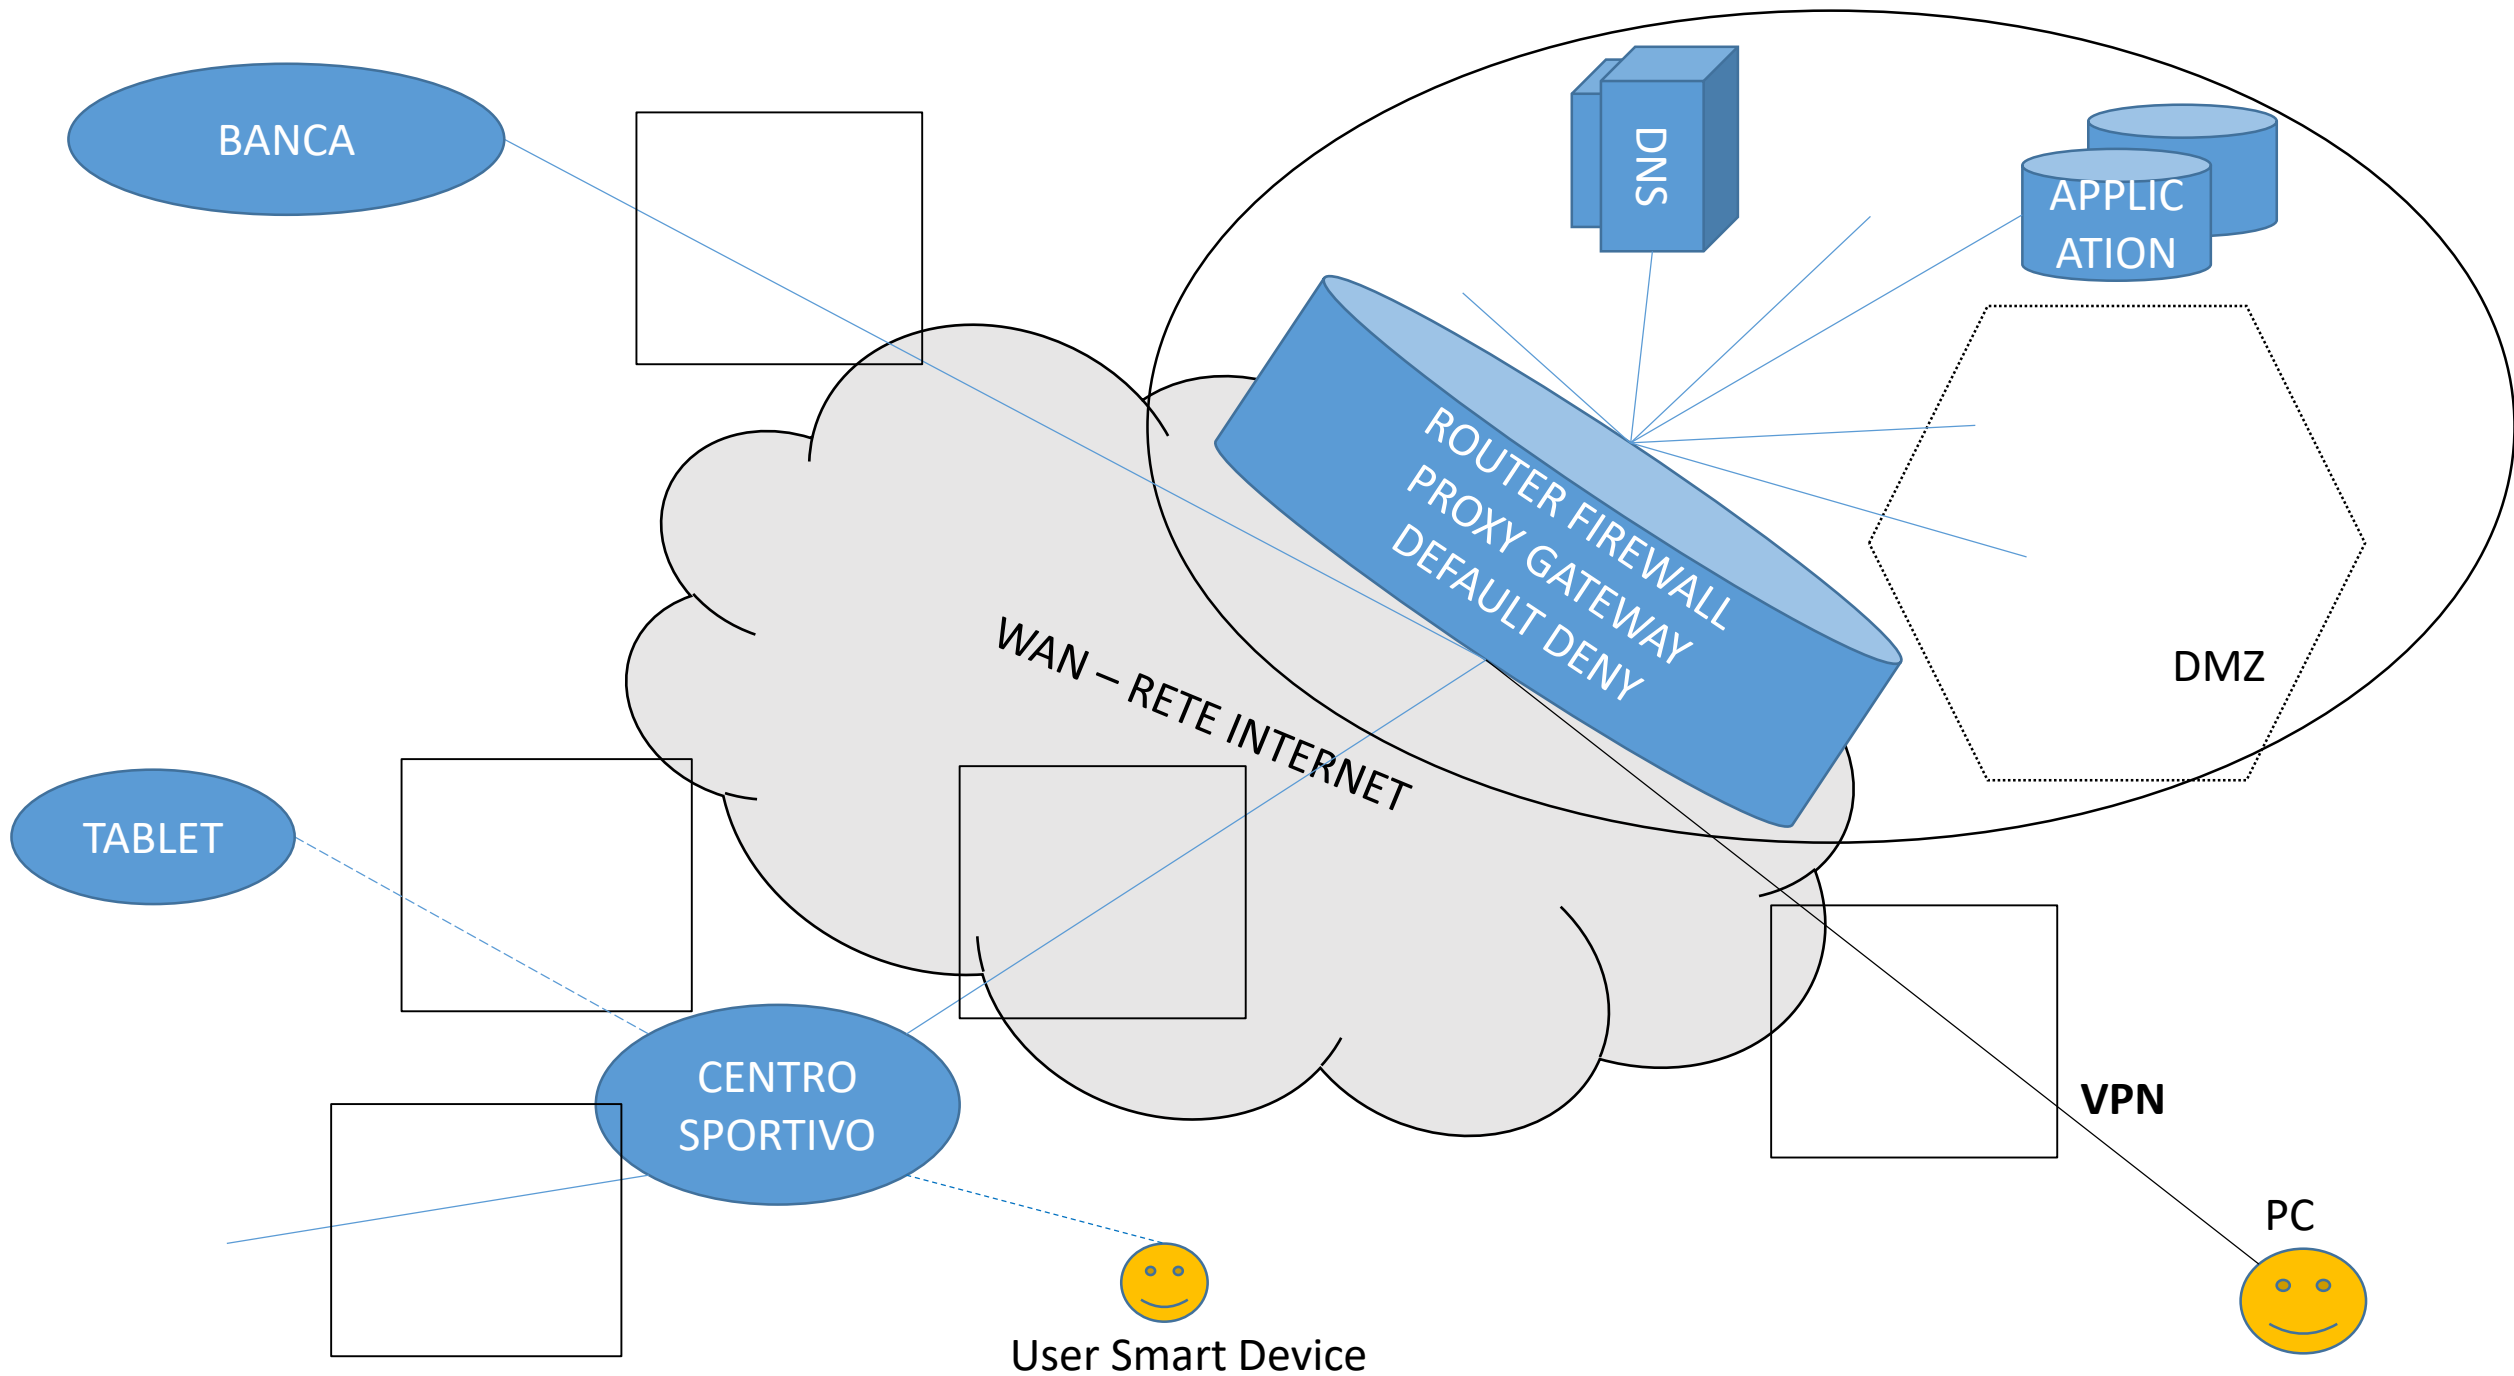 BANCA
DNS
APPLIC
ATION
ROUTER FIREWALL
PROXY GATEWAY
DEFAULT DENY
WAN – RETE INTERNET
DMZ
TABLET
CENTRO
SPORTIVO
VPN
PC
User Smart Device